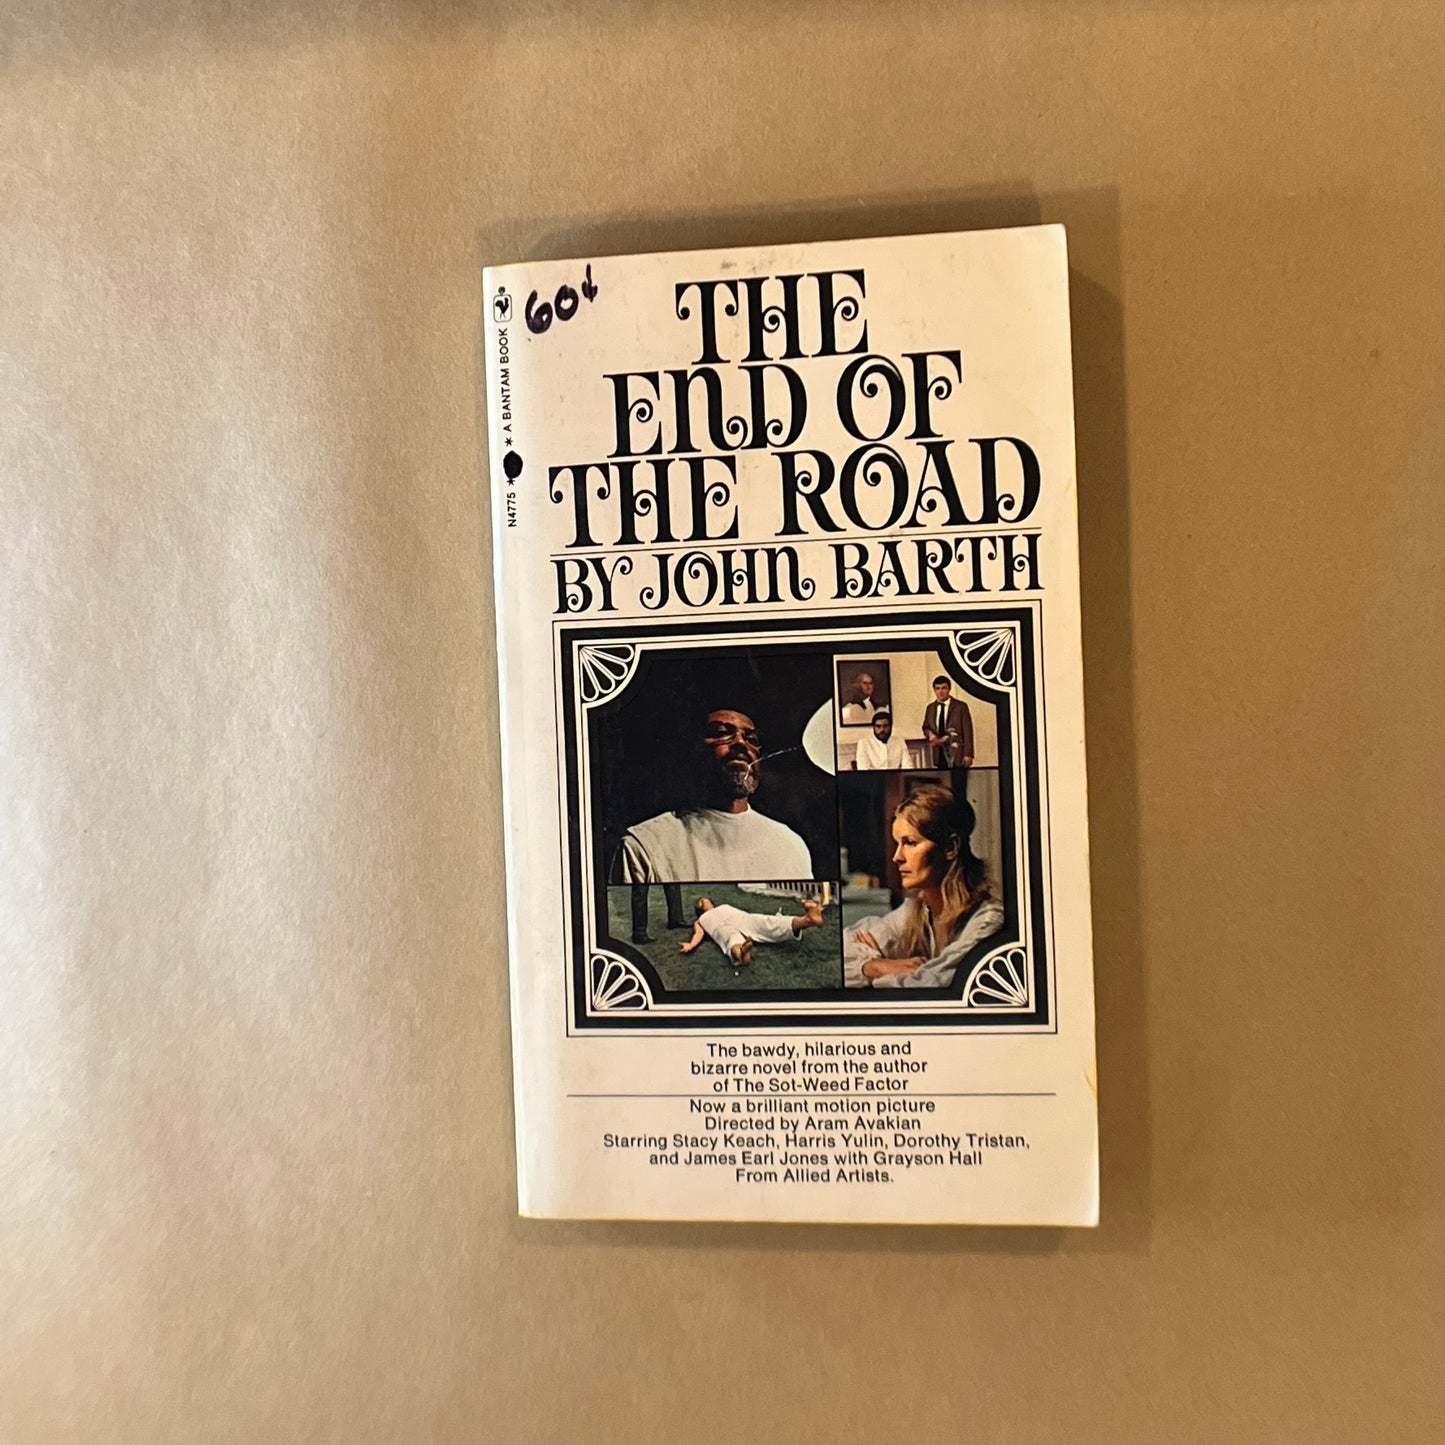 60¢
N4775 * * A BANTAM BOOK ®
THE
END OF
THE ROAD
BY JOHN BARTH
The bawdy, hilarious and
bizarre novel from the author
of The Sot-Weed Factor
Now a brilliant motion picture
Directed by Aram Avakian
Starring Stacy Keach, Harris Yulin, Dorothy Tristan,
and James Earl Jones with Grayson Hall
From Allied Artists.